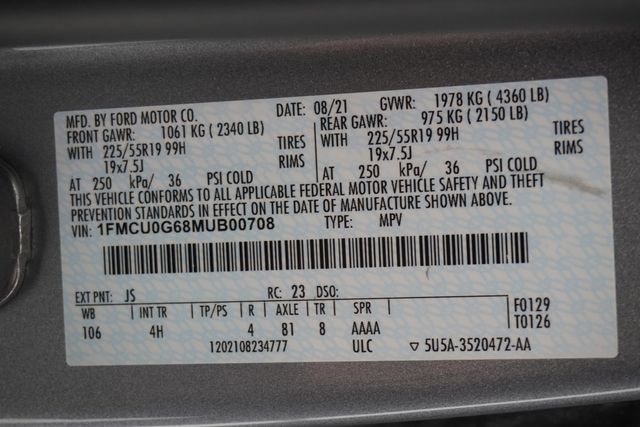 MFD. BY FORD MOTOR CO. DATE: 08/21 GVWR: 1978 KG ( 4360 LB)
FRONT GAWR: 1061 KG ( 2340 LB) REAR GAWR: 975 KG ( 2150 LB)
WITH 225/55R19 99H TIRES WITH 225/55R19 99H TIRES
19x7.5J RIMS 19x7.5J RIMS
AT 250 kPa/ 36 PSI COLD AT 250 kPa/ 36 PSI COLD
THIS VEHICLE CONFORMS TO ALL APPLICABLE FEDERAL MOTOR VEHICLE SAFETY AND THEFT
PREVENTION STANDARDS IN EFFECT ON THE DATE OF MANUFACTURE SHOWN ABOVE.
VIN: 1FMCU0G68MUB00708 TYPE: MPV
EXT PNT: JS RC: 23 DSO:
WB INT TR TP/PS R AXLE TR SPR F0129
106 4H 4 81 8 AAAA T0126
1202108234777 ULC ▽ 5U5A-3520472-AA